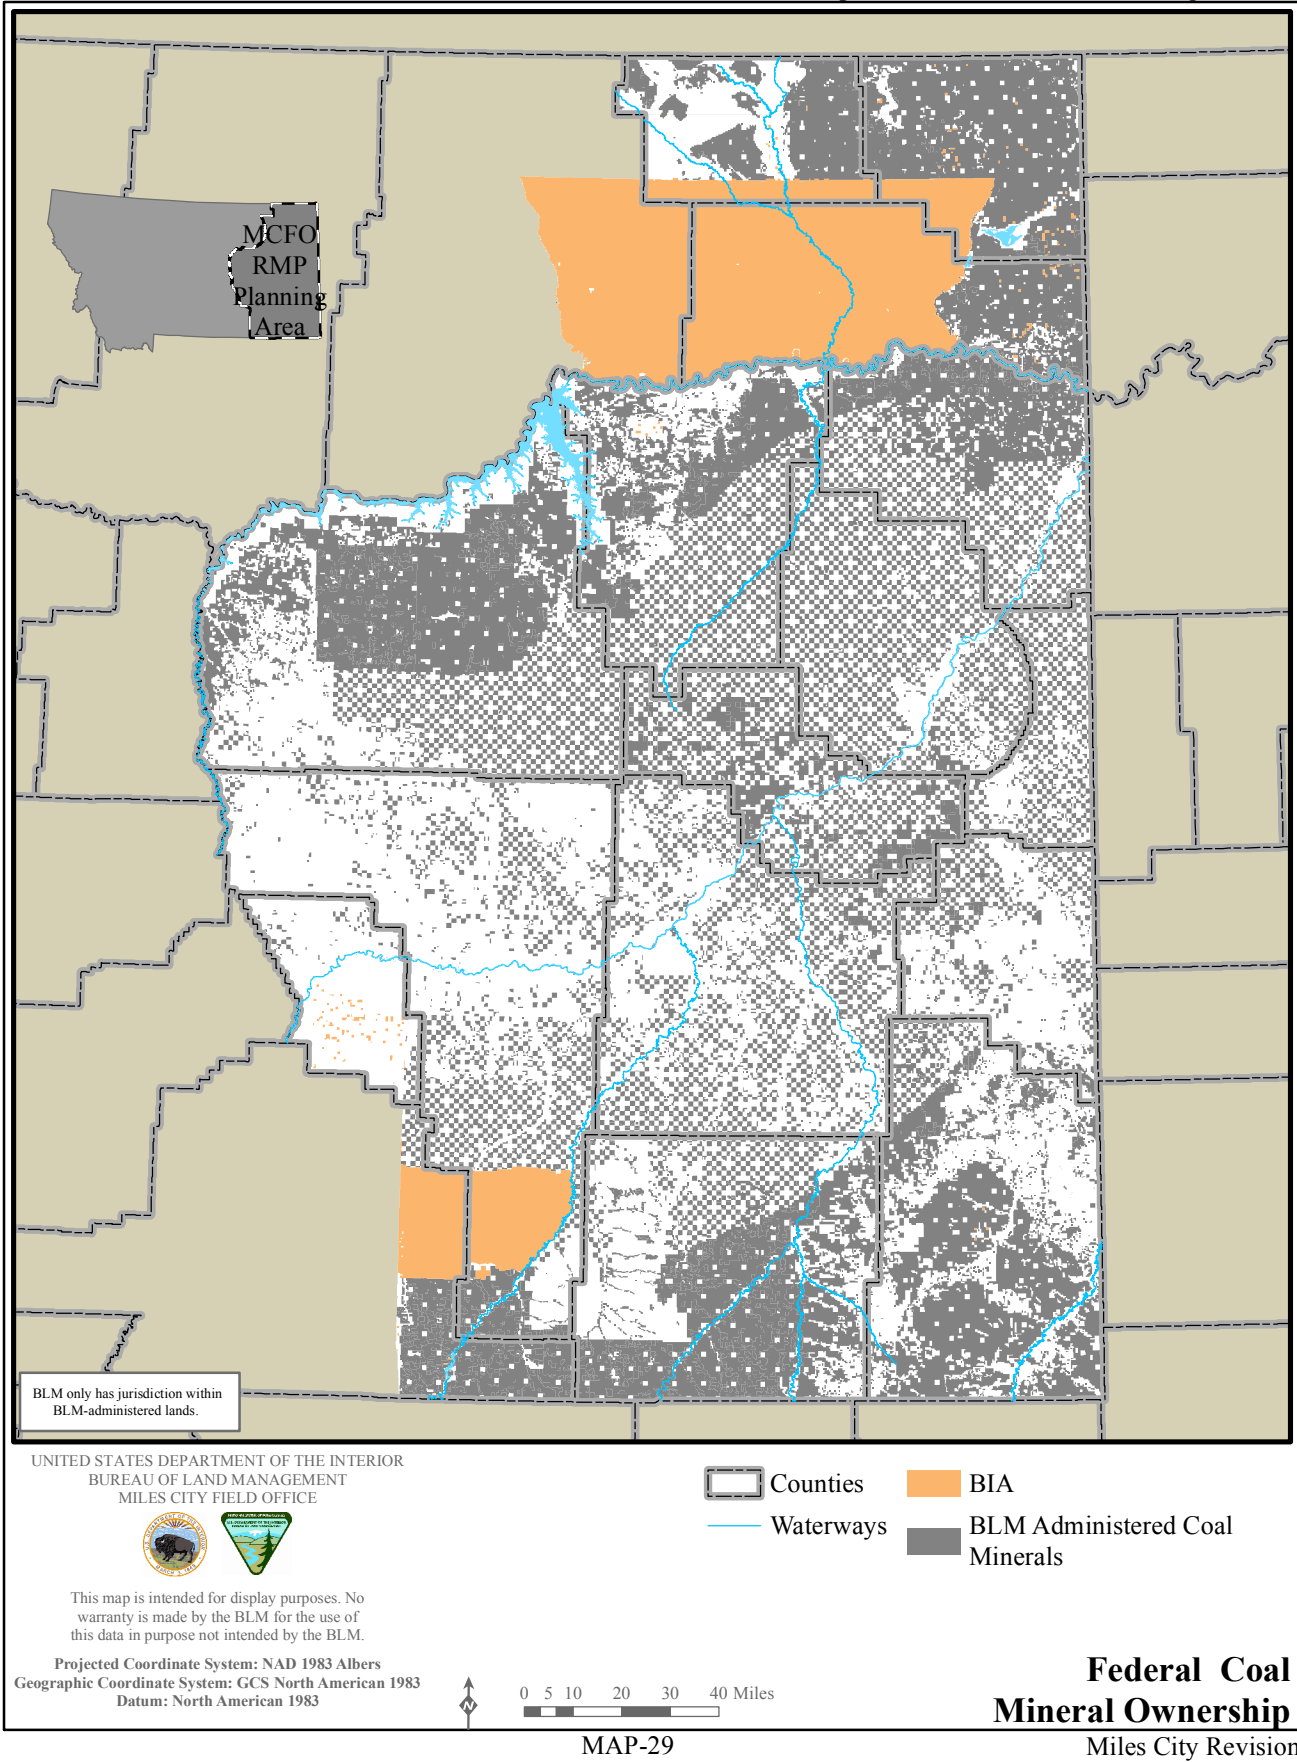 MCFO
RMP
Planning
Area
BLM only has jurisdiction within
BLM-administered lands.
UNITED STATES DEPARTMENT OF THE INTERIOR
BUREAU OF LAND MANAGEMENT
MILES CITY FIELD OFFICE
This map is intended for display purposes. No
warranty is made by the BLM for the use of
this data in purpose not intended by the BLM.
Projected Coordinate System: NAD 1983 Albers
Geographic Coordinate System: GCS North American 1983
Datum: North American 1983
N
0 5 10 20 30 40 Miles
Counties
Waterways
BIA
BLM Administered Coal
Minerals
Federal Coal
Mineral Ownership
MAP-29
Miles City Revision